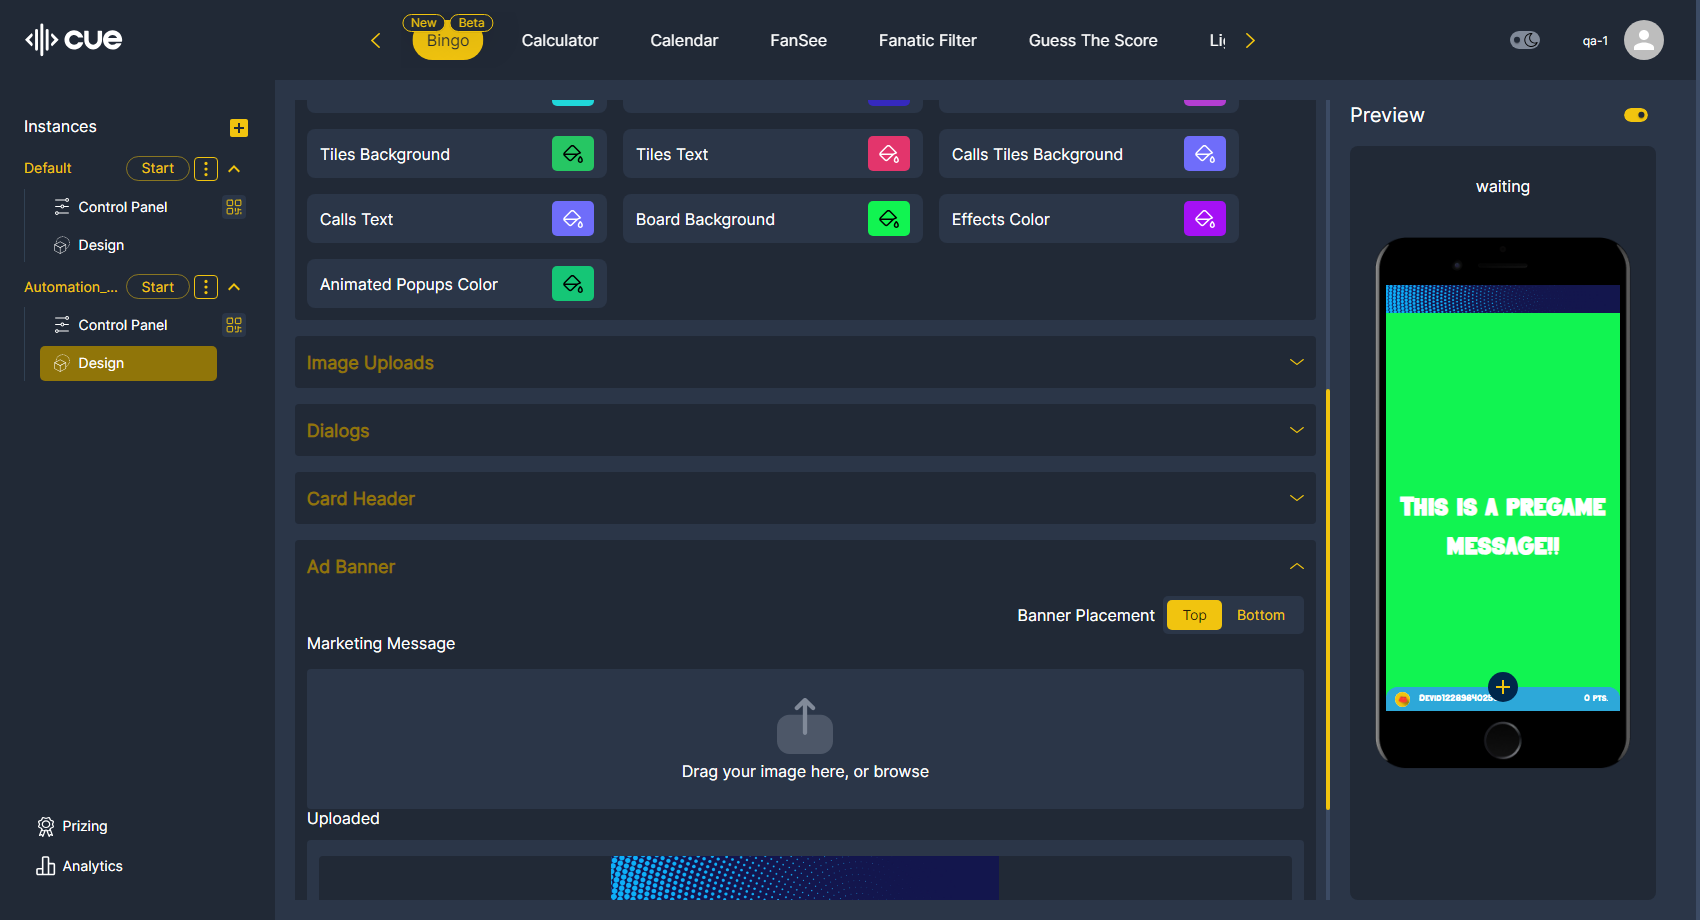 cue
New Beta
Bingo
Calculator
Calendar
FanSee
Fanatic Filter
Guess The Score
qa-1
Instances
Default
Start
Control Panel
Design
Automation_...
Start
Control Panel
Design
Prizing
Analytics
Tiles Background
Tiles Text
Calls Tiles Background
Calls Text
Board Background
Effects Color
Animated Popups Color
Image Uploads
Dialogs
Card Header
Ad Banner
Banner Placement
Top
Bottom
Marketing Message
Drag your image here, or browse
Uploaded
Preview
waiting
THIS IS A PREGAME
MESSAGE!!
0 PTS.